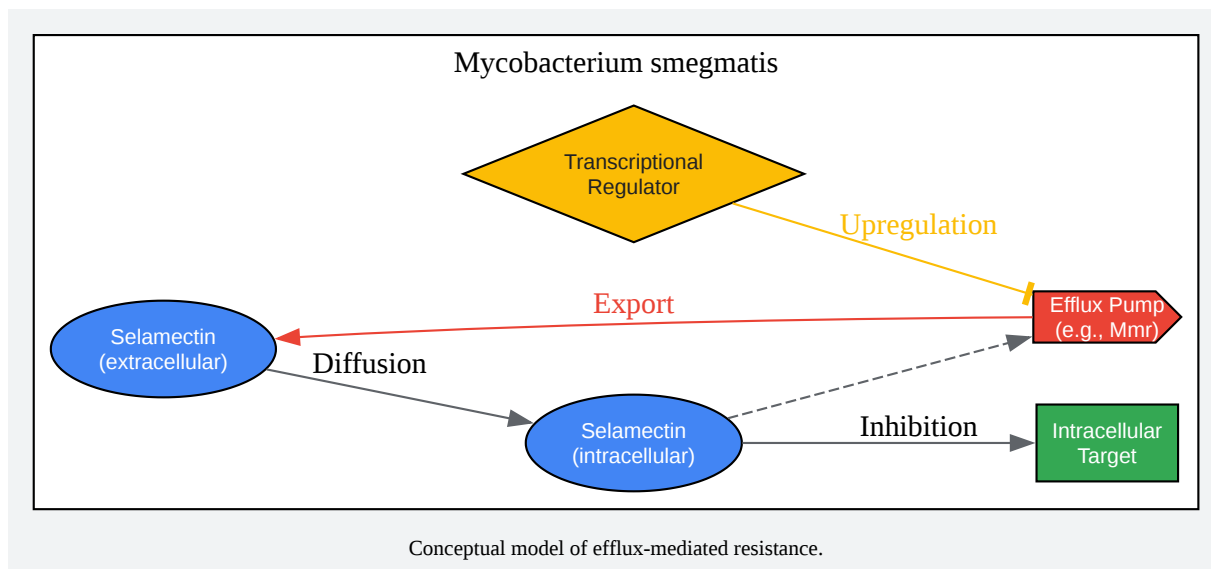 Mycobacterium smegmatis
Transcriptional
Regulator
Upregulation
Efflux Pump
(e.g., Mmr)
Export
Selamectin
(extracellular)
Diffusion
Selamectin
(intracellular)
Inhibition
Intracellular
Target
Conceptual model of efflux-mediated resistance.